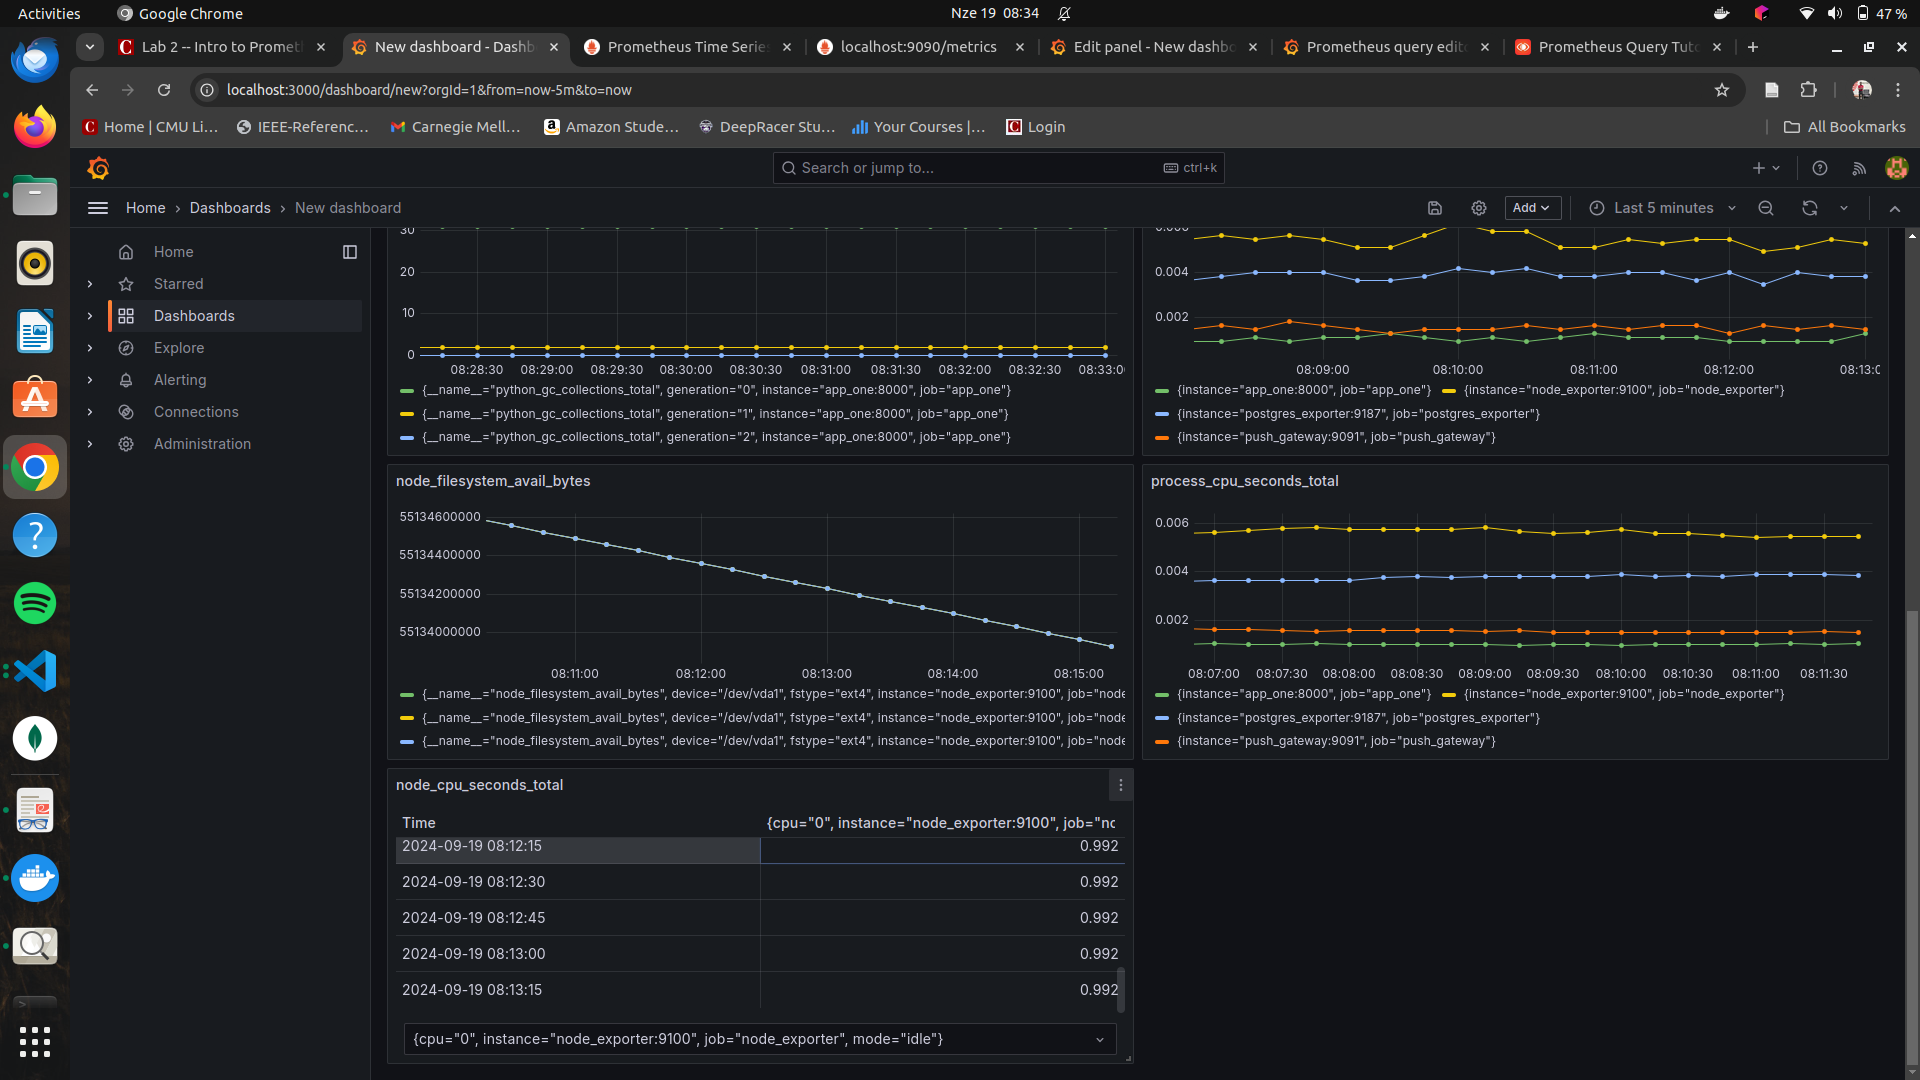 Activities
Google Chrome
Nze 19 08:34
47 %
Lab 2 -- Intro to Promet
New dashboard - Dashb
Prometheus Time Serie
localhost:9090/metrics
Edit panel - New dashbo
Prometheus query edit
Prometheus Query Tut
localhost:3000/dashboard/new?orgId=1&from=now-5m&to=now
Home | CMU Li...
IEEE-Referenc...
Carnegie Mell...
Amazon Stude...
DeepRacer Stu...
Your Courses |...
Login
All Bookmarks
Search or jump to...
ctrl+k
Home › Dashboards › New dashboard
Add
Last 5 minutes
Home
Starred
Dashboards
Explore
Alerting
Connections
Administration
30
20
10
0
08:28:30 08:29:00 08:29:30 08:30:00 08:30:30 08:31:00 08:31:30 08:32:00 08:32:30 08:33:0
{__name__="python_gc_collections_total", generation="0", instance="app_one:8000", job="app_one"}
{__name__="python_gc_collections_total", generation="1", instance="app_one:8000", job="app_one"}
{__name__="python_gc_collections_total", generation="2", instance="app_one:8000", job="app_one"}
0.006
0.004
0.002
08:09:00 08:10:00 08:11:00 08:12:00 08:13:0
{instance="app_one:8000", job="app_one"} {instance="node_exporter:9100", job="node_exporter"}
{instance="postgres_exporter:9187", job="postgres_exporter"}
{instance="push_gateway:9091", job="push_gateway"}
node_filesystem_avail_bytes
55134600000
55134400000
55134200000
55134000000
08:11:00 08:12:00 08:13:00 08:14:00 08:15:00
{__name__="node_filesystem_avail_bytes", device="/dev/vda1", fstype="ext4", instance="node_exporter:9100", job="node
{__name__="node_filesystem_avail_bytes", device="/dev/vda1", fstype="ext4", instance="node_exporter:9100", job="node
{__name__="node_filesystem_avail_bytes", device="/dev/vda1", fstype="ext4", instance="node_exporter:9100", job="node
process_cpu_seconds_total
0.006
0.004
0.002
08:07:00 08:07:30 08:08:00 08:08:30 08:09:00 08:09:30 08:10:00 08:10:30 08:11:00 08:11:30
{instance="app_one:8000", job="app_one"} {instance="node_exporter:9100", job="node_exporter"}
{instance="postgres_exporter:9187", job="postgres_exporter"}
{instance="push_gateway:9091", job="push_gateway"}
node_cpu_seconds_total
Time {cpu="0", instance="node_exporter:9100", job="nc
2024-09-19 08:12:15 0.992
2024-09-19 08:12:30 0.992
2024-09-19 08:12:45 0.992
2024-09-19 08:13:00 0.992
2024-09-19 08:13:15 0.992
{cpu="0", instance="node_exporter:9100", job="node_exporter", mode="idle"}